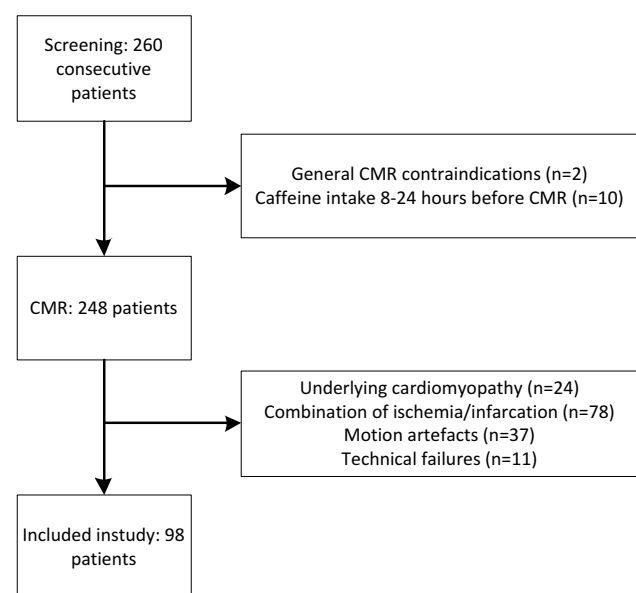 Screening: 260
consecutive
patients
General CMR contraindications (n=2)
Caffeine intake 8-24 hours before CMR (n=10)
CMR: 248 patients
Underlying cardiomyopathy (n=24)
Combination of ischemia/infarcation (n=78)
Motion artefacts (n=37)
Technical failures (n=11)
Included instudy: 98
patients